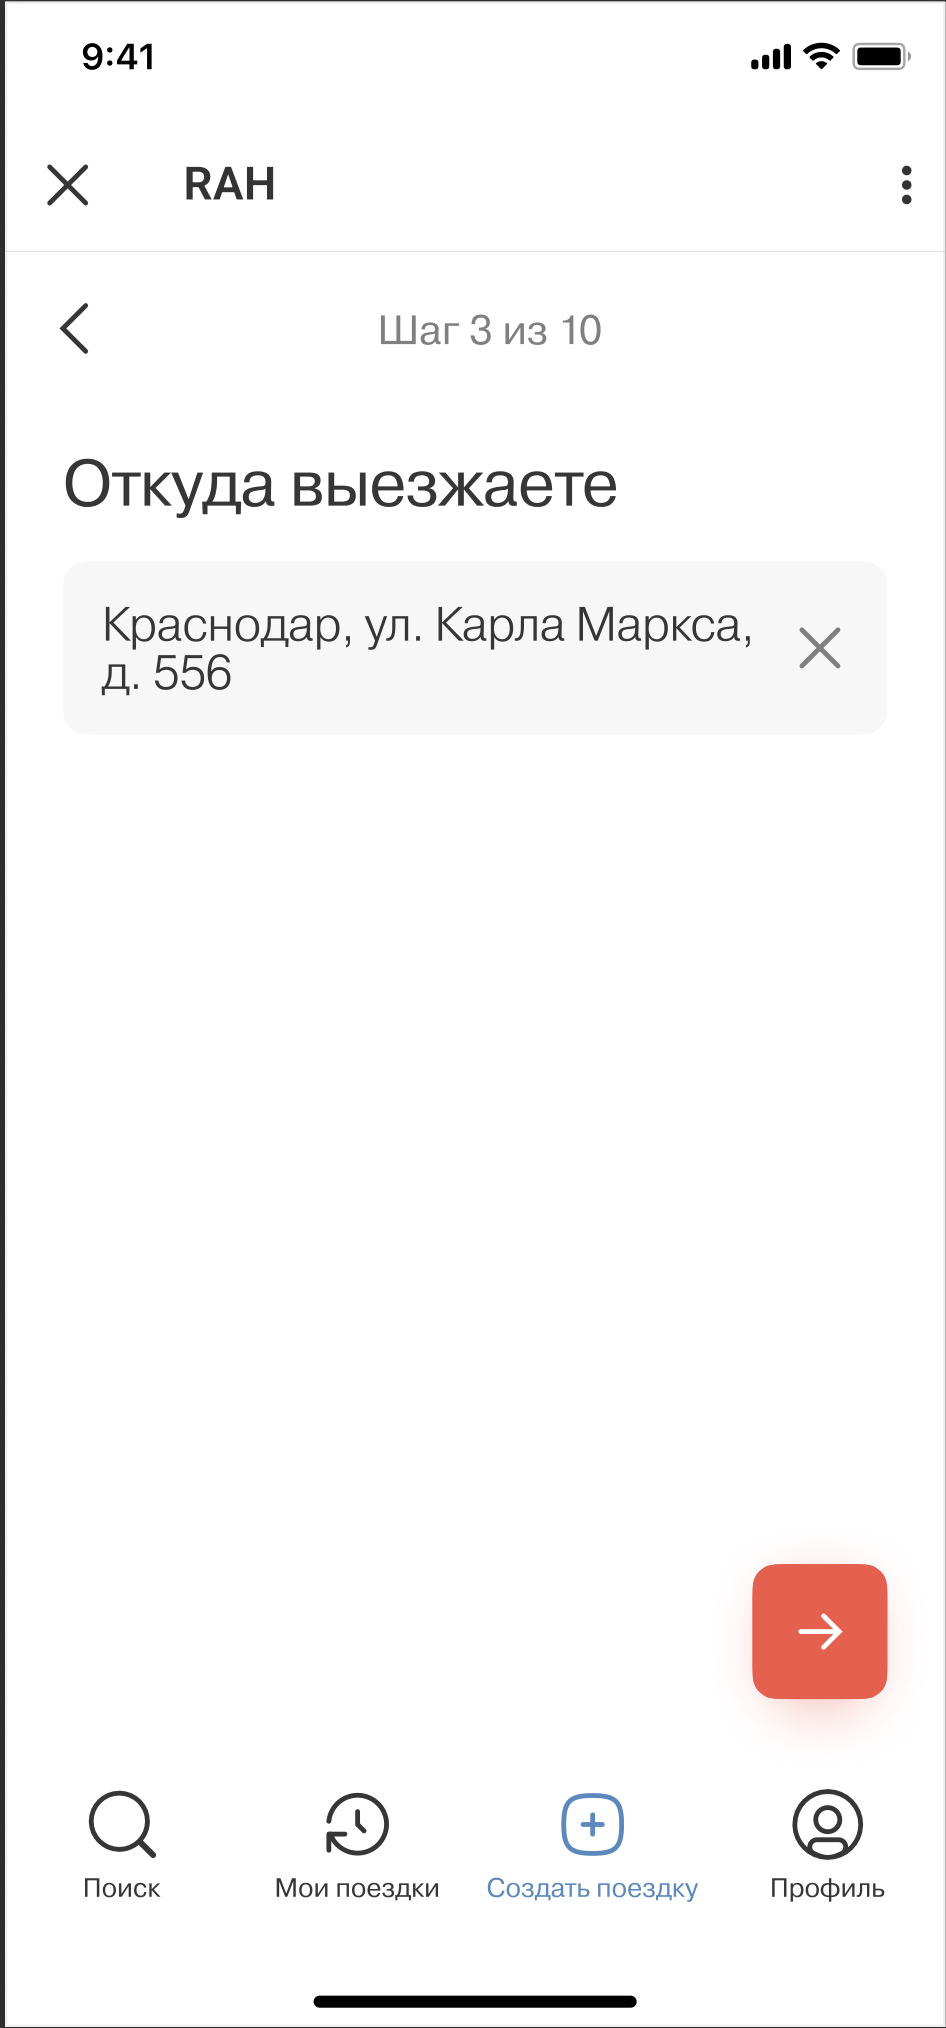 9:41
RAH
Шаг 3 из 10
Откуда выезжаете
Краснодар, ул. Карла Маркса,
д. 556
Поиск
Мои поездки
Создать поездку
Профиль